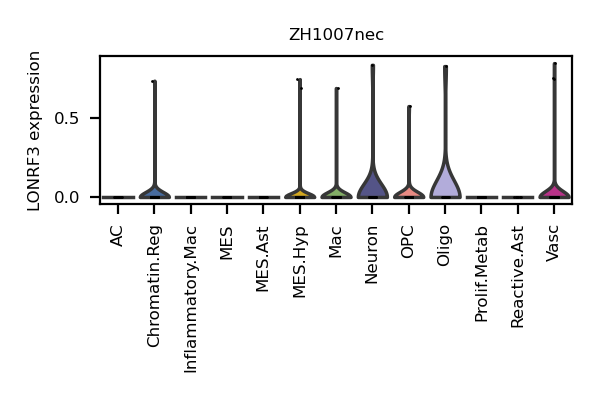 ZH1007nec
LONRF3 expression
0.5
0.0
AC
Chromatin.Reg
Inflammatory.Mac
MES
MES.Ast
MES.Hyp
Mac
Neuron
OPC
Oligo
Prolif.Metab
Reactive.Ast
Vasc